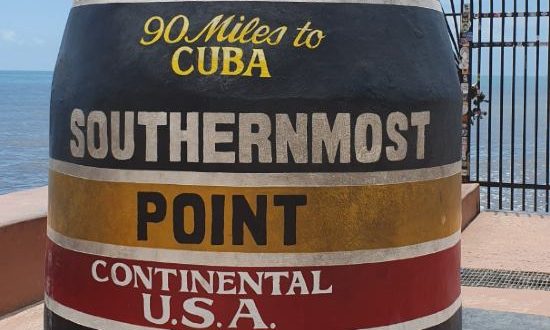 90 Miles to
CUBA
SOUTHERNMOST
POINT
CONTINENTAL
U.S.A.